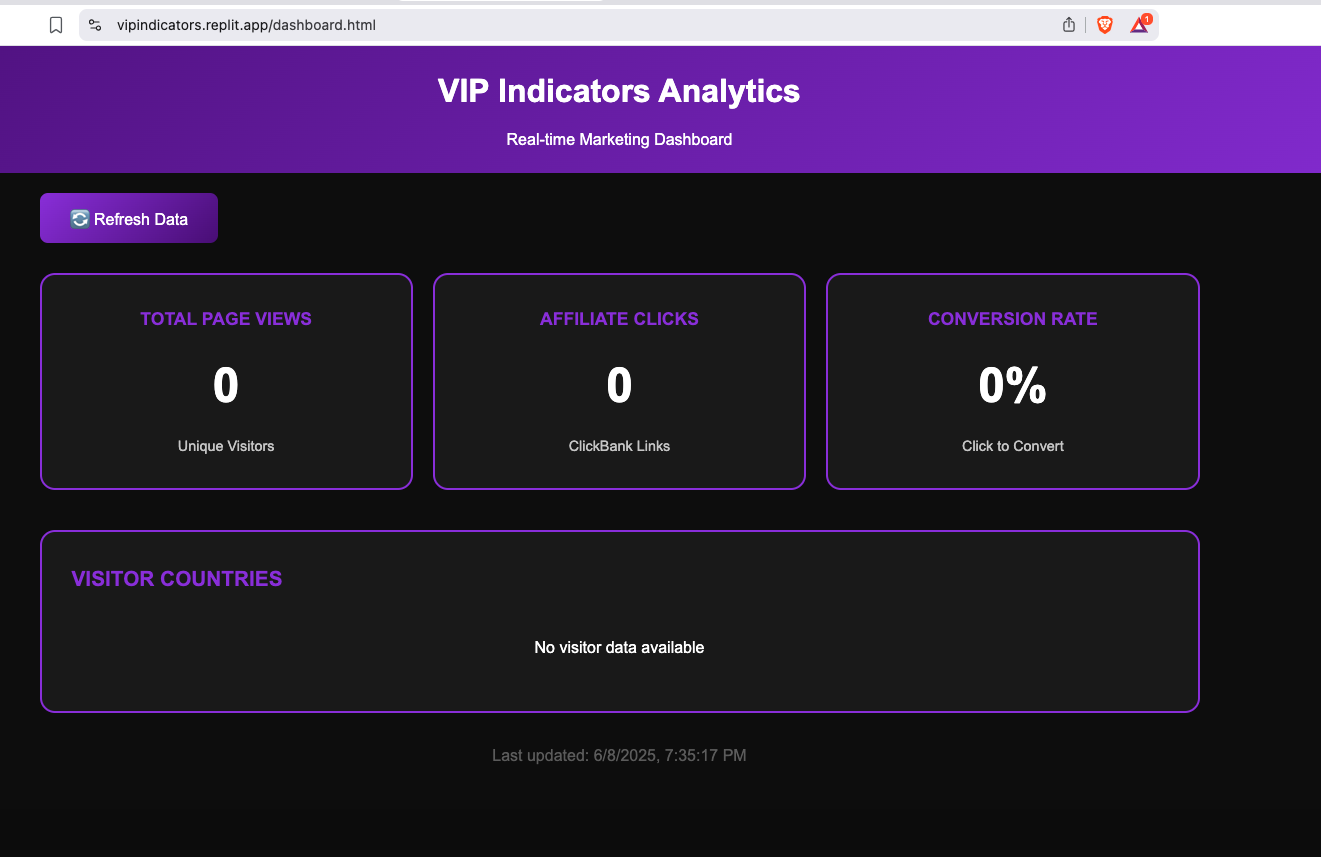 vipindicators.replit.app/dashboard.html
1
VIP Indicators Analytics
Real-time Marketing Dashboard
Refresh Data
TOTAL PAGE VIEWS
0
Unique Visitors
AFFILIATE CLICKS
0
ClickBank Links
CONVERSION RATE
0%
Click to Convert
VISITOR COUNTRIES
No visitor data available
Last updated: 6/8/2025, 7:35:17 PM